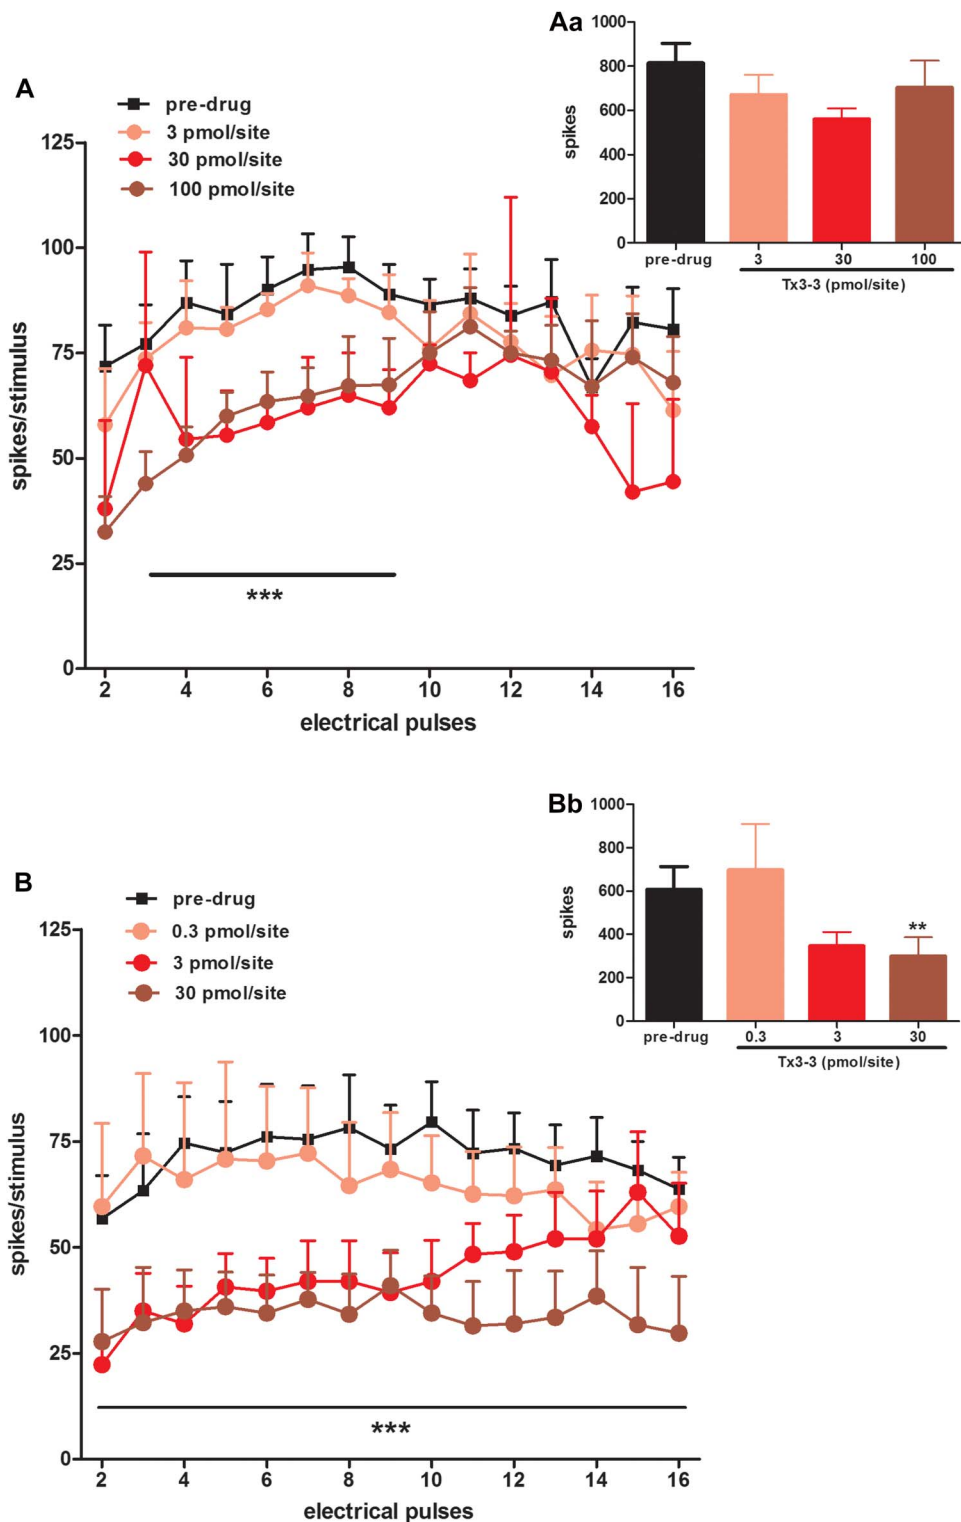 Aa
1000
800
600
400
200
0
spikes
pre-drug 3 30 100
Tx3-3 (pmol/site)
A
pre-drug
3 pmol/site
30 pmol/site
100 pmol/site
125
100
75
50
25
0
spikes/stimulus
***
2 4 6 8 10 12 14 16
electrical pulses
Bb
1000
800
600
400
200
0
spikes
**
pre-drug 0.3 3 30
Tx3-3 (pmol/site)
B
pre-drug
0.3 pmol/site
3 pmol/site
30 pmol/site
125
100
75
50
25
0
spikes/stimulus
***
2 4 6 8 10 12 14 16
electrical pulses